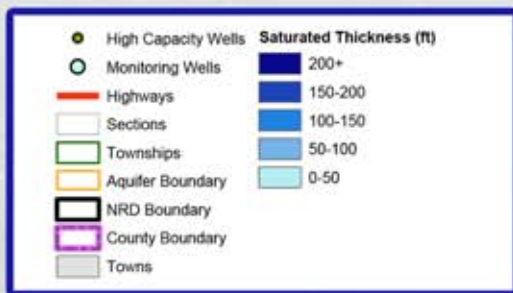 High Capacity Wells
Monitoring Wells
Highways
Sections
Townships
Aquifer Boundary
NRD Boundary
County Boundary
Towns
Saturated Thickness (ft)
200+
150-200
100-150
50-100
0-50